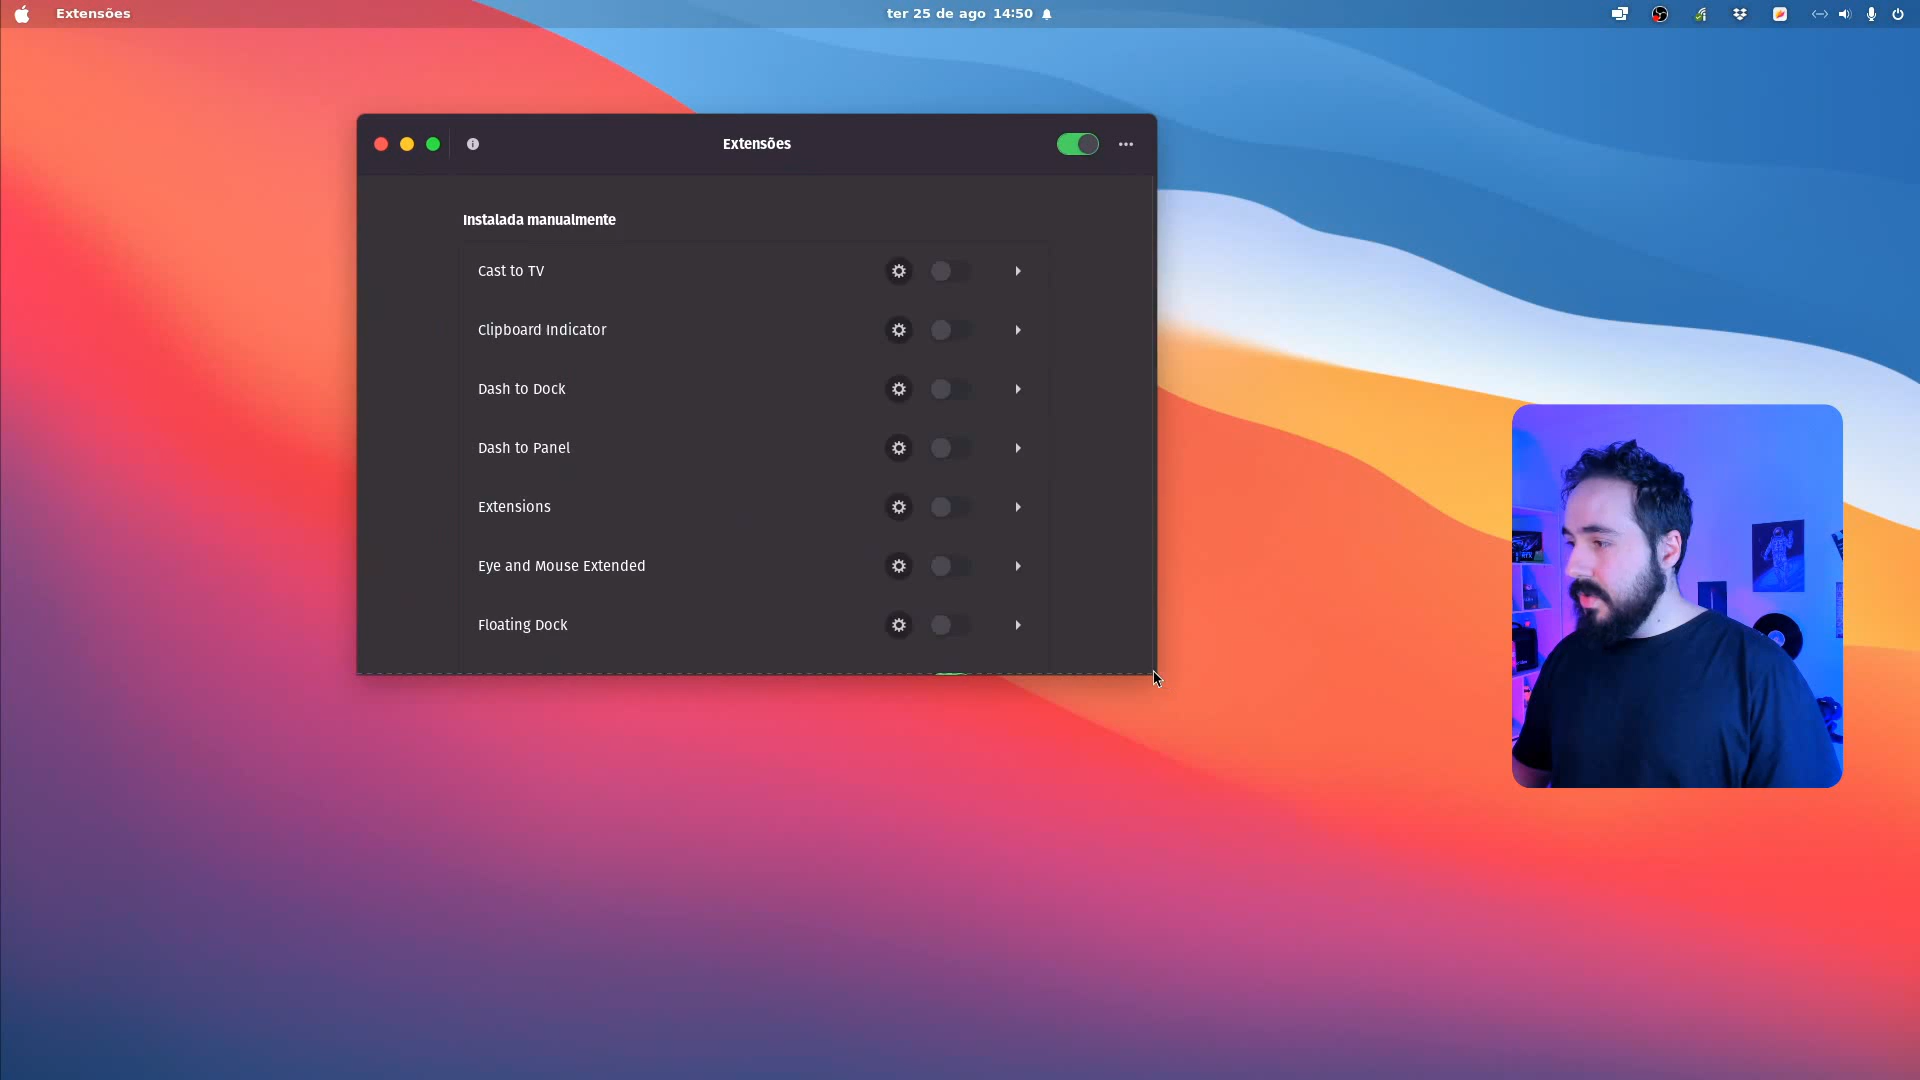 Extensões
ter 25 de ago 14:50
Extensões
Instalada manualmente
Cast to TV
Clipboard Indicator
Dash to Dock
Dash to Panel
Extensions
Eye and Mouse Extended
Floating Dock